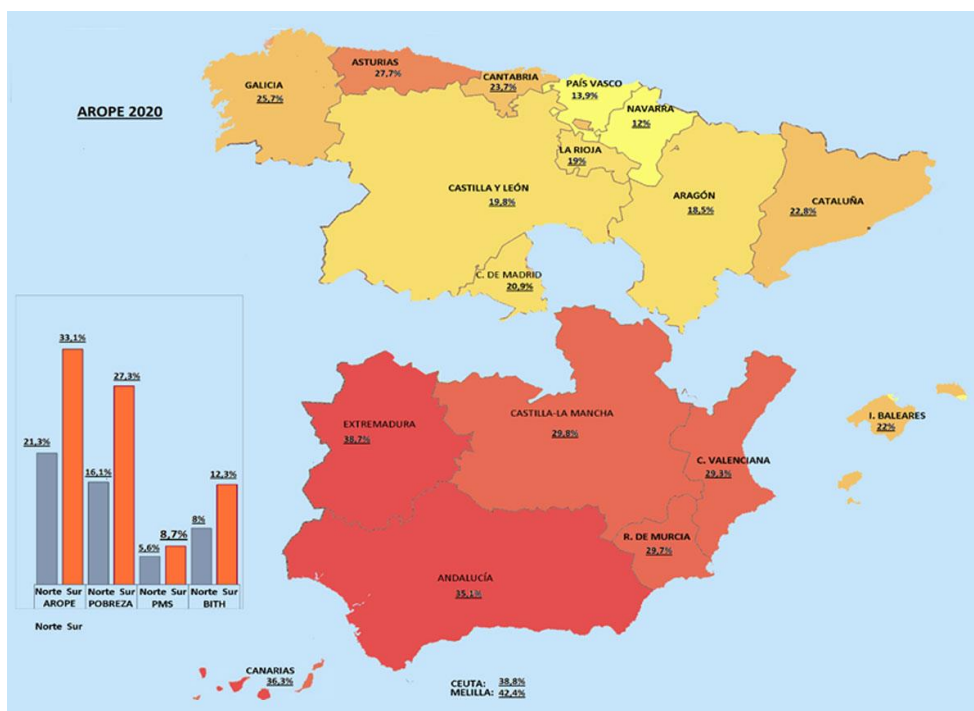 AROPE 2020
GALICIA
25,7%
ASTURIAS
27,7%
CANTABRIA
23,7%
PAÍS VASCO
13,9%
NAVARRA
12%
LA RIOJA
19%
CASTILLA Y LEÓN
19,8%
ARAGÓN
18,5%
CATALUÑA
22,8%
C. DE MADRID
20,9%
EXTREMADURA
38,7%
CASTILLA-LA MANCHA
29,8%
C. VALENCIANA
29,3%
I. BALEARES
22%
R. DE MURCIA
29,7%
ANDALUCÍA
35,1%
CANARIAS
36,3%
CEUTA: 38,8%
MELILLA: 42,4%
33,1%
27,3%
21,3%
16,1%
12,3%
8,7%
8%
5,6%
Norte Sur Norte Sur Norte Sur Norte Sur
AROPE POBREZA PMS BITH
Norte Sur